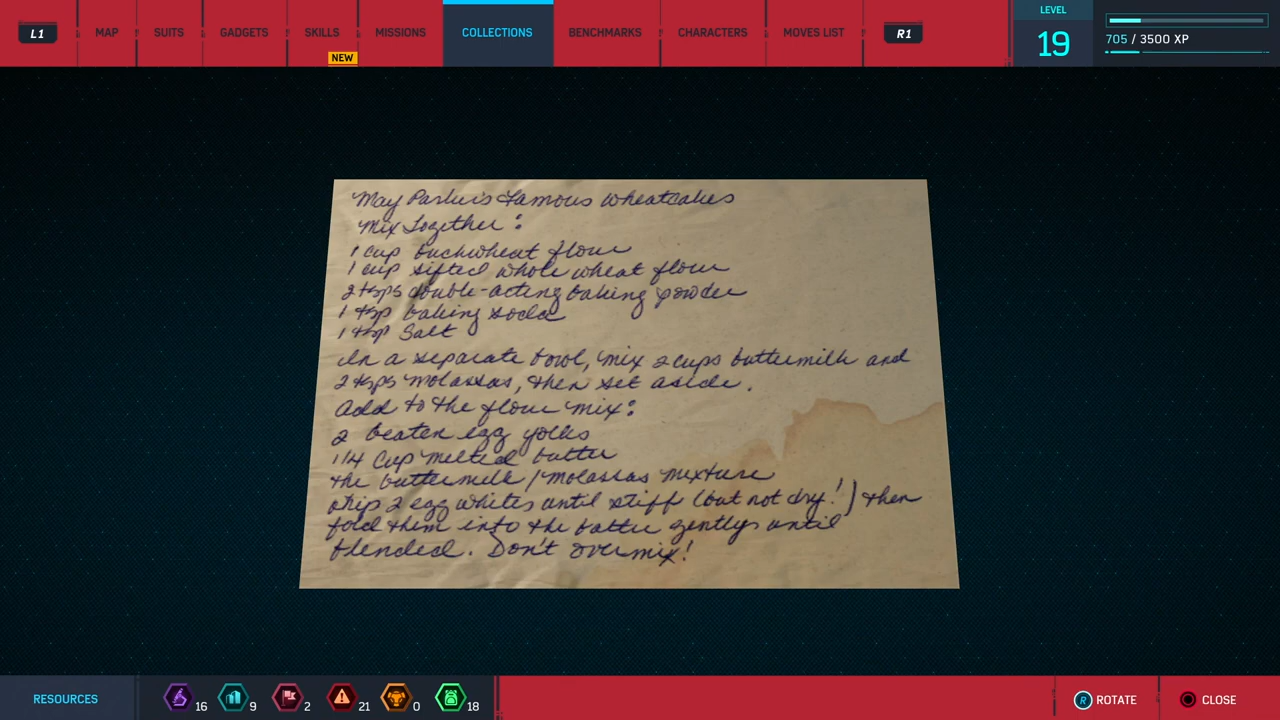 L1
MAP
SUITS
GADGETS
SKILLS
NEW
MISSIONS
COLLECTIONS
BENCHMARKS
CHARACTERS
MOVES LIST
R1
LEVEL
19
705 / 3500 XP
May Parker's Famous Wheatcakes
Mix Together:
1 cup buckwheat flour
1 cup sifted whole wheat flour
2 tsps double-acting baking powder
1 tsp baking soda
1 tsp Salt
In a separate bowl, mix 2 cups buttermilk and
2 tsps molassas, then set aside.
Add to the flour mix:
2 beaten egg yolks
1/4 cup melted butter
the buttermilk / molassas mixture
whip 2 egg whites until stiff (but not dry!) then
fold them into the batter gently until
blended. Don't overmix!
RESOURCES
16
9
2
21
0
18
R ROTATE
CLOSE